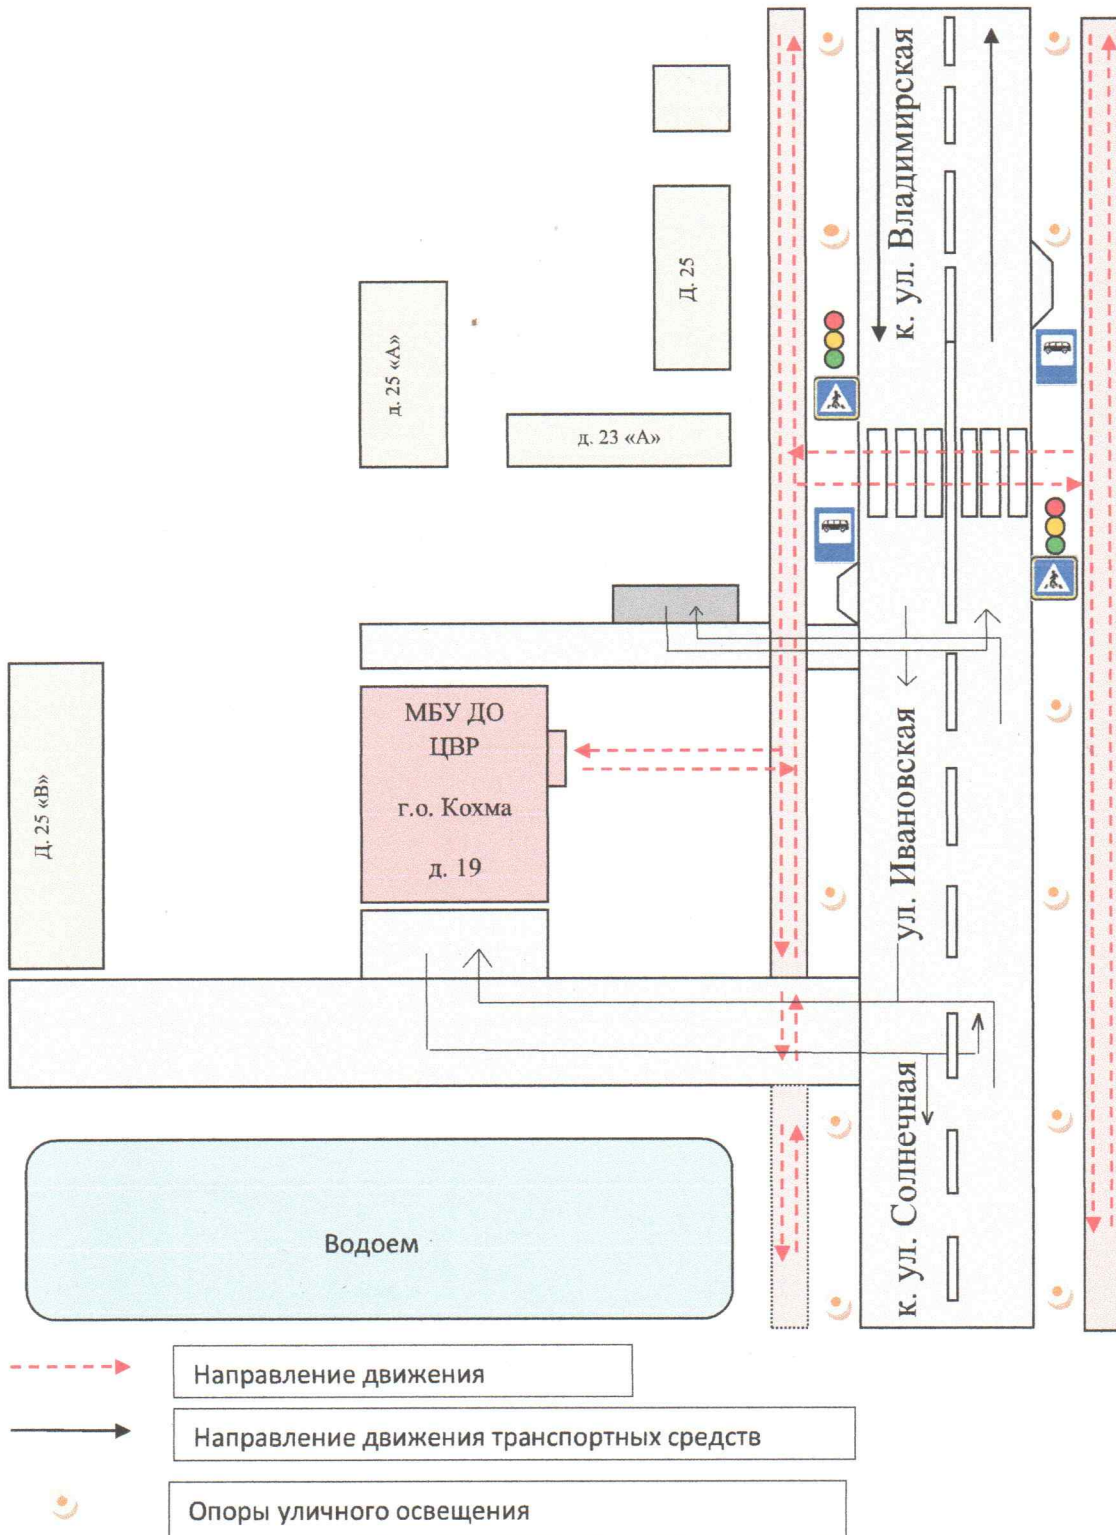 к. ул. Владимирская
Д. 25
д. 25 «А»
д. 23 «А»
Д. 25 «В»
МБУ ДО
ЦВР
г.о. Кохма
д. 19
ул. Ивановская
к. ул. Солнечная
Водоем
Направление движения
Направление движения транспортных средств
Опоры уличного освещения